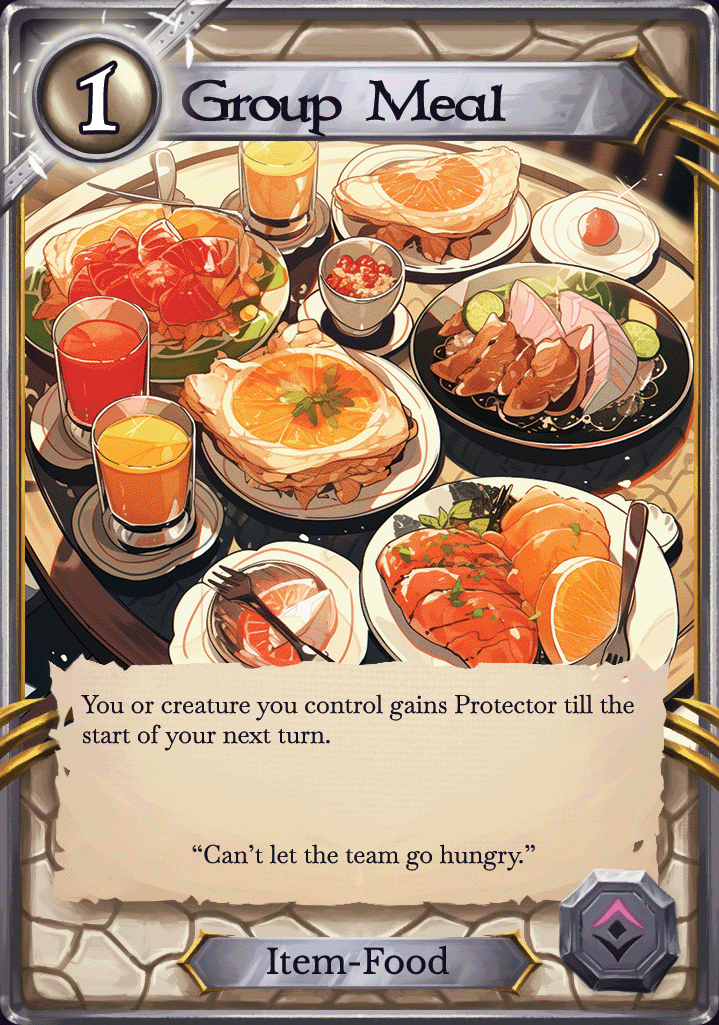 1
Group Meal
You or creature you control gains Protector till the
start of your next turn.
“Can’t let the team go hungry.”
Item-Food